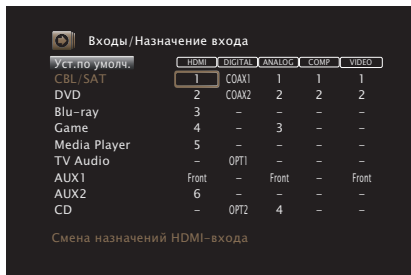 Входы/Назначение входа
Уст.по умолч. HDMI DIGITAL ANALOG COMP VIDEO
CBL/SAT 1 COAX1 1 1 1
DVD 2 COAX2 2 2 2
Blu-ray 3 – – – –
Game 4 – 3 – –
Media Player 5 – – – –
TV Audio – OPT1 – – –
AUX1 Front – Front – Front
AUX2 6 – – – –
CD – OPT2 4 – –
Смена назначений HDMI-входа